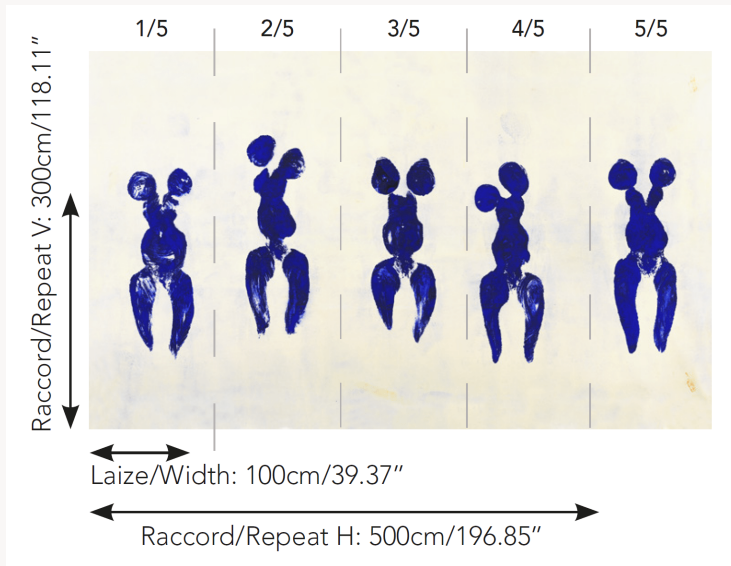 1/5 2/5 3/5 4/5 5/5
Raccord/Repeat V: 300cm/118.11”
Laize/Width: 100cm/39.37”
Raccord/Repeat H: 500cm/196.85”